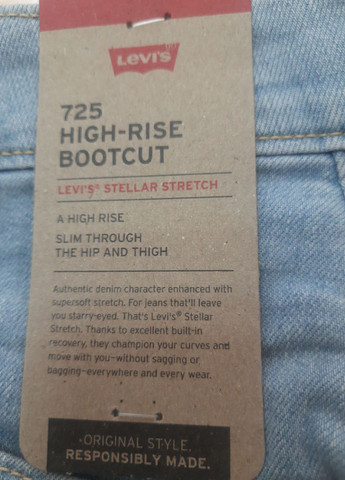 LEVI'S
725
HIGH-RISE
BOOTCUT
LEVI'S® STELLAR STRETCH
A HIGH RISE
SLIM THROUGH
THE HIP AND THIGH
Authentic denim character enhanced with
supersoft stretch. For jeans that'll leave
you starry-eyed. That's Levi's® Stellar
Stretch. Thanks to excellent built-in
recovery, they champion your curves and
move with you—without sagging or
bagging—everywhere and every wear.
ORIGINAL STYLE.
RESPONSIBLY MADE.